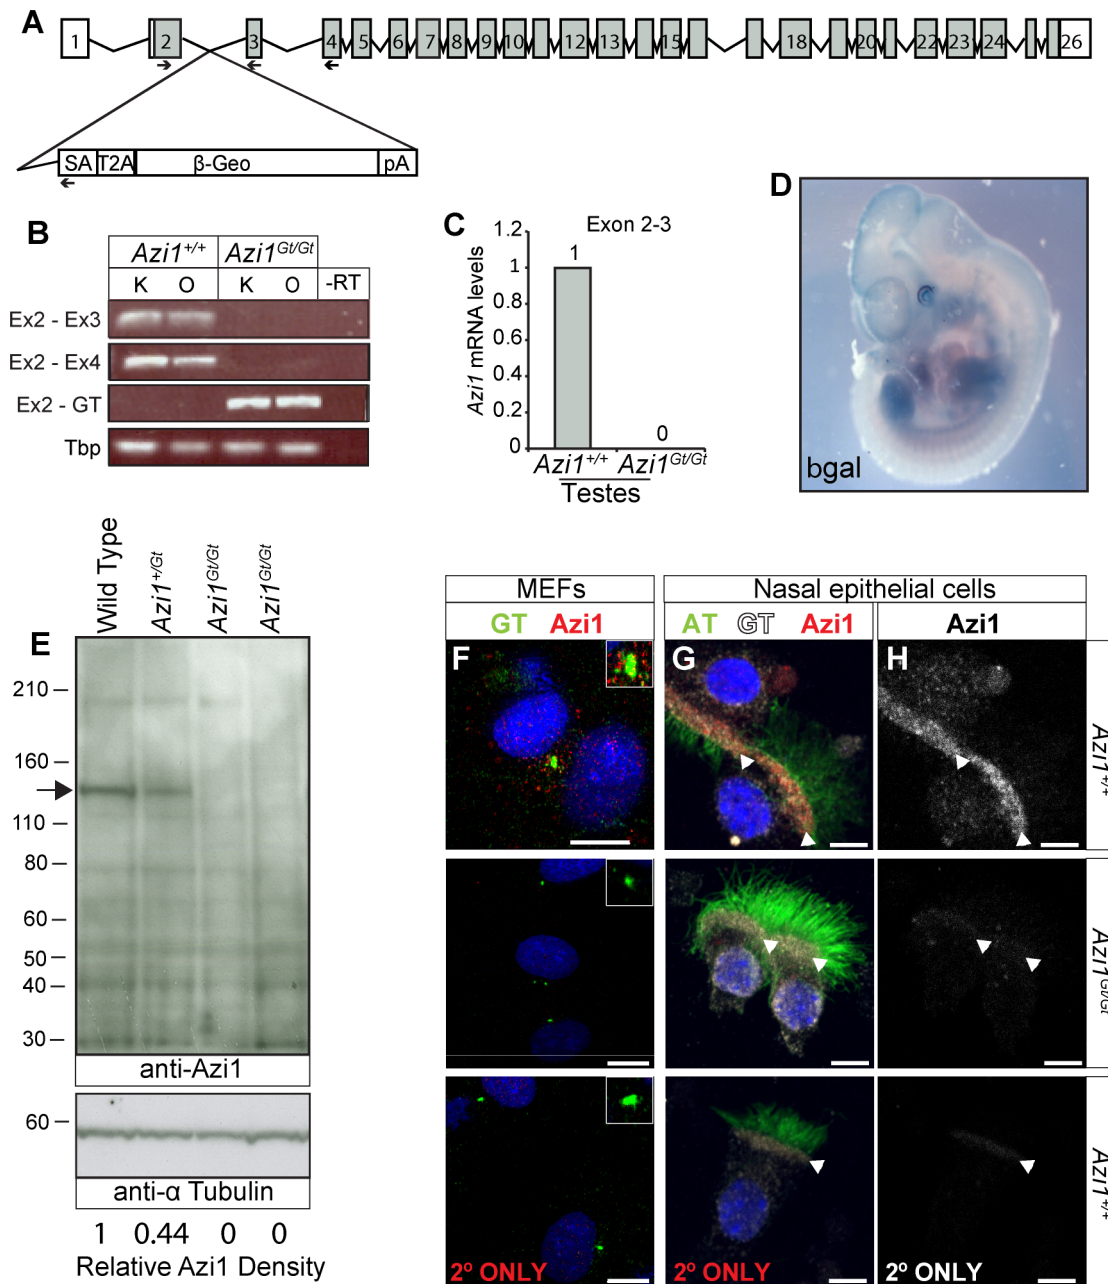 A
1 2 3 4 5 6 7 8 9 10 12 13 15 18 20 22 23 24 26
SA T2A β-Geo pA
B
Azi1+/+ Azi1Gt/Gt
K O K O -RT
Ex2 - Ex3
Ex2 - Ex4
Ex2 - GT
Tbp
C
Exon 2-3
Azi1 mRNA levels
1.2
1
0.8
0.6
0.4
0.2
0
1
0
Azi1+/+ Azi1Gt/Gt
Testes
D
bgal
E
Wild Type
Azi1+/Gt
Azi1Gt/Gt
Azi1Gt/Gt
210
160
110
80
60
50
40
30
anti-Azi1
60
anti-α Tubulin
1 0.44 0 0
Relative Azi1 Density
MEFs Nasal epithelial cells
GT Azi1 AT GT Azi1 Azi1
F G H
Azi1+/+
Azi1Gt/Gt
Azi1+/+
2º ONLY 2º ONLY 2º ONLY